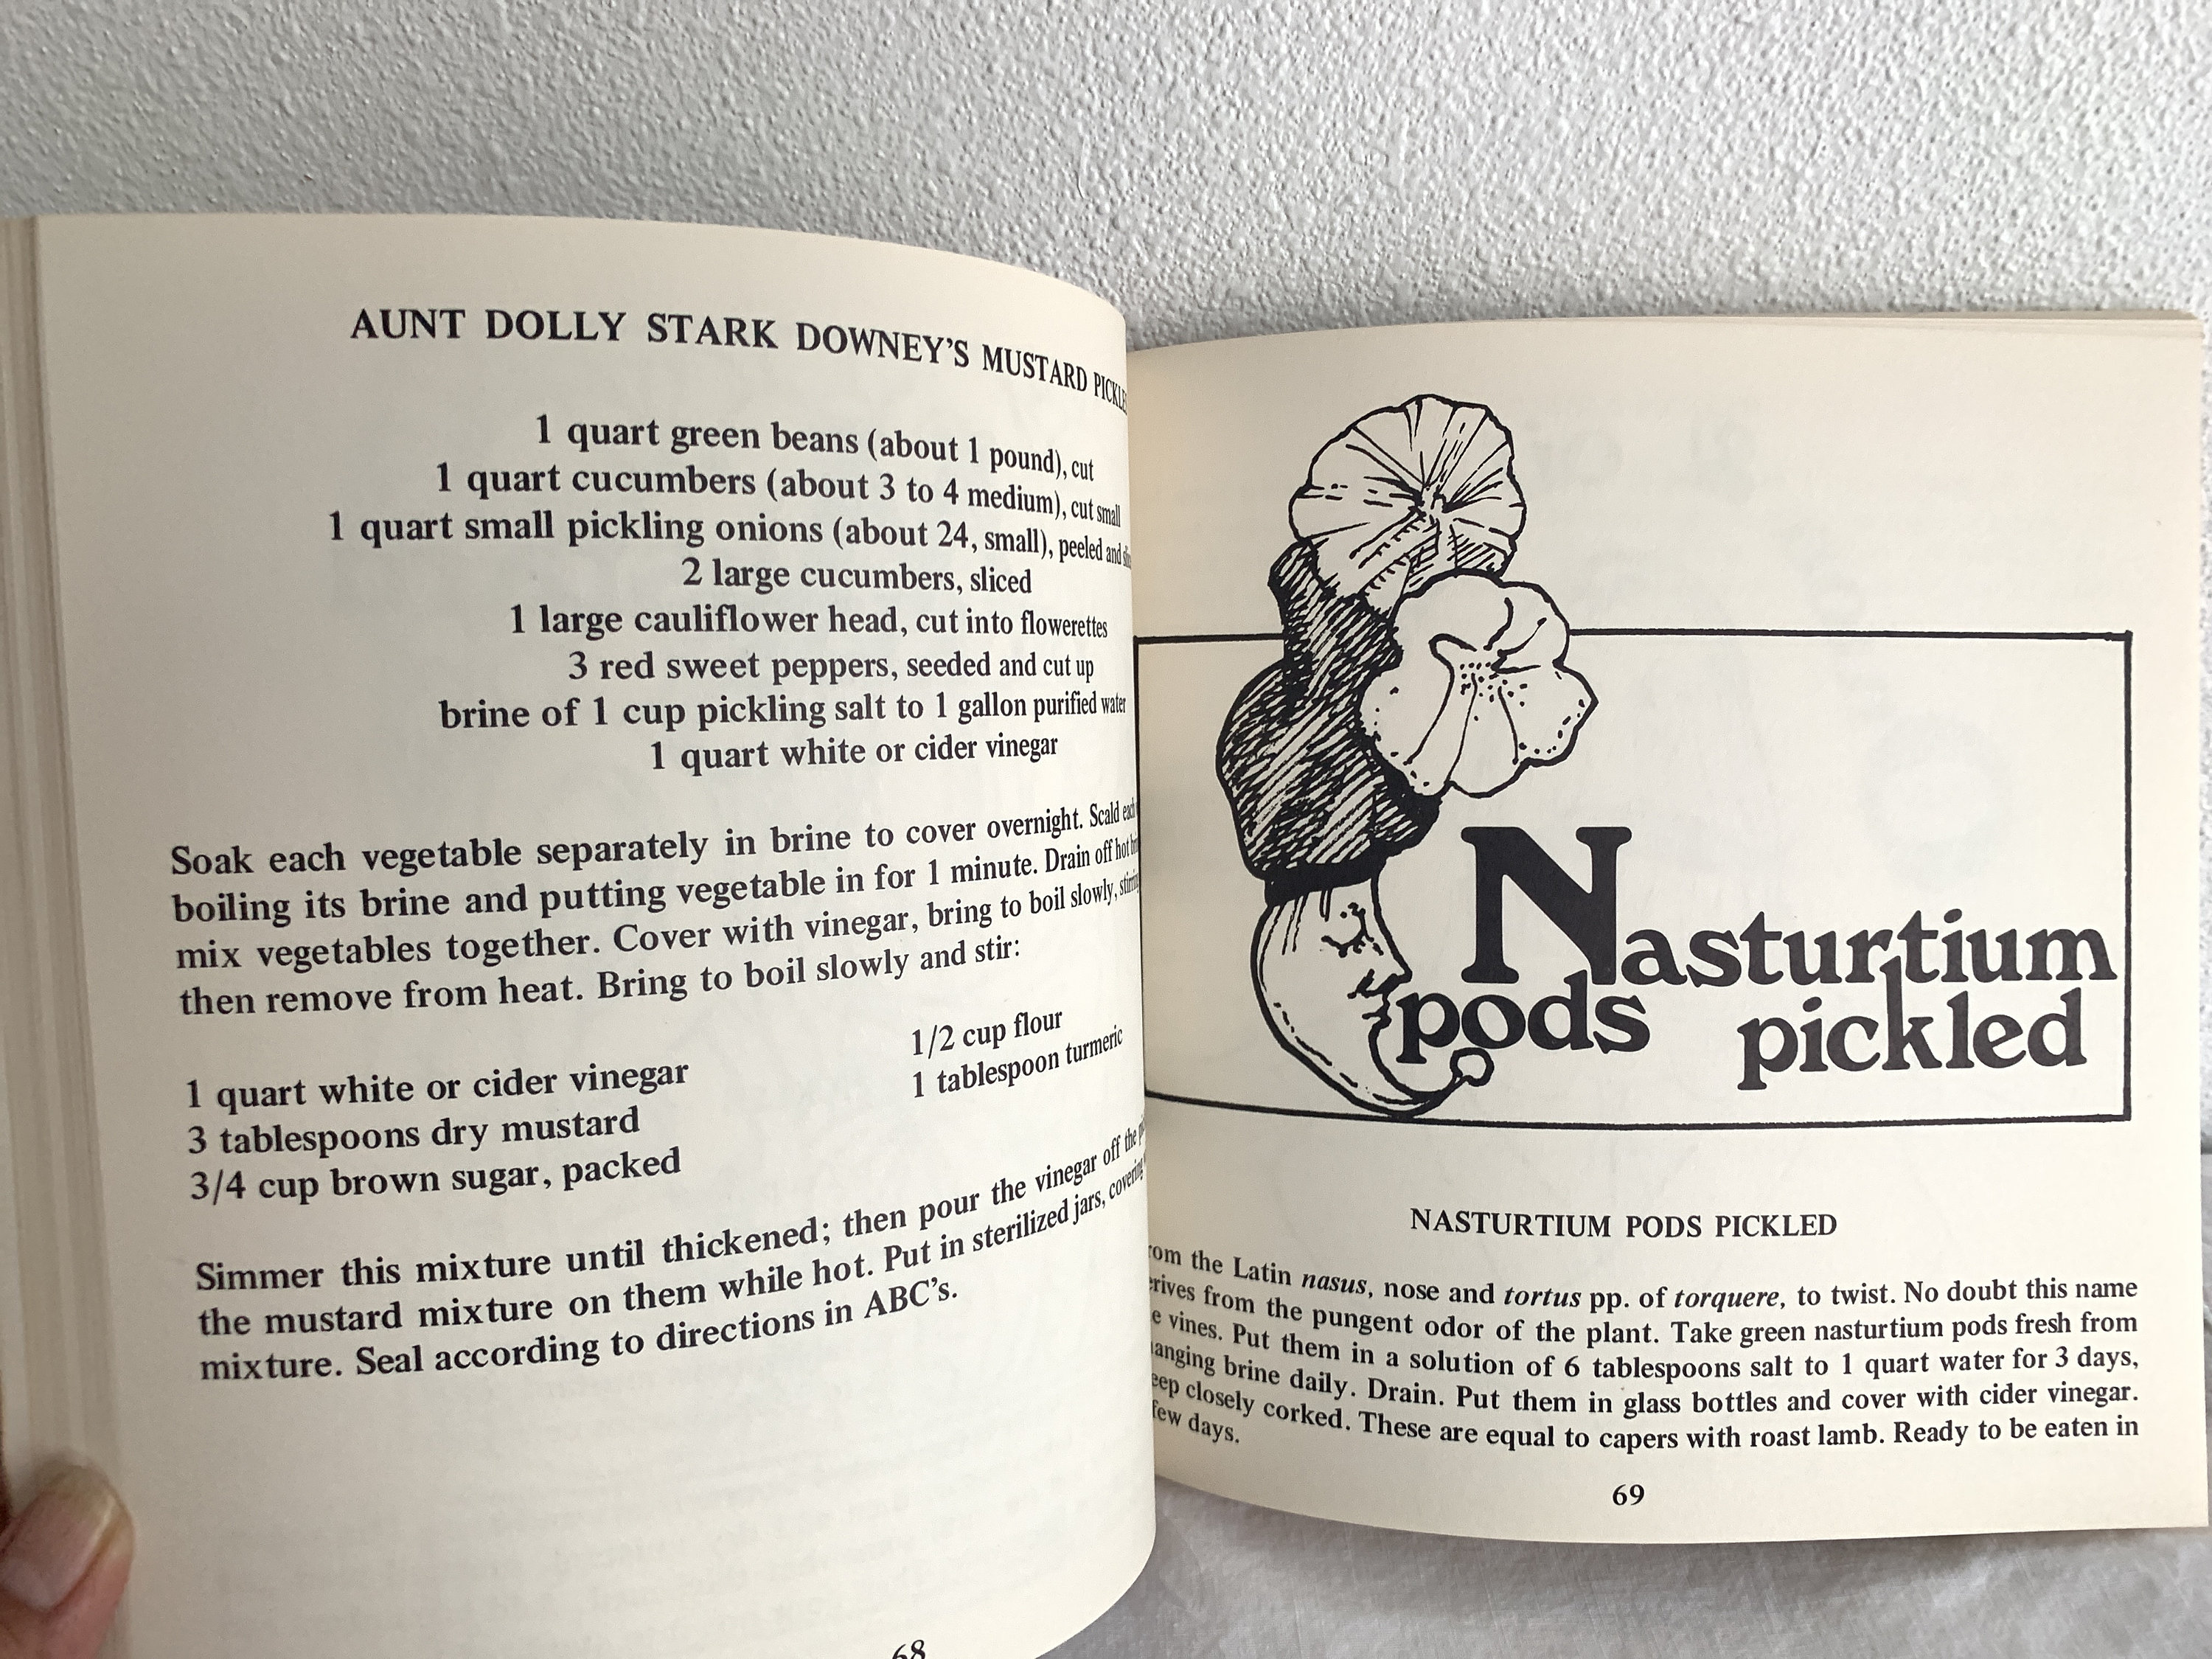 AUNT DOLLY STARK DOWNEY'S MUSTARD
1 quart green beans (about 1 pound), cut
1 quart cucumbers (about 3 to 4 medium), cut small
1 quart small pickling onions (about 24, small), peeled and
2 large cucumbers, sliced
1 large cauliflower head, cut into flowerettes
3 red sweet peppers, seeded and cut up
brine of 1 cup pickling salt to 1 gallon purified water
1 quart white or cider vinegar
Soak each vegetable separately in brine to cover overnight. Scald each
boiling its brine and putting vegetable in for 1 minute. Drain off hot
mix vegetables together. Cover with vinegar, bring to boil slowly,
then remove from heat. Bring to boil slowly and stir:
1 quart white or cider vinegar
3 tablespoons dry mustard
3/4 cup brown sugar, packed
1/2 cup flour
1 tablespoon turmeric
Simmer this mixture until thickened; then pour the vinegar off the
the mustard mixture on them while hot. Put in sterilized jars, covering
mixture. Seal according to directions in ABC's.
68
Nasturtium
pods pickled
NASTURTIUM PODS PICKLED
the Latin nasus, nose and tortus pp. of torquere, to twist. No doubt this name
from the pungent odor of the plant. Take green nasturtium pods fresh from
vines. Put them in a solution of 6 tablespoons salt to 1 quart water for 3 days,
brine daily. Drain. Put them in glass bottles and cover with cider vinegar.
closely corked. These are equal to capers with roast lamb. Ready to be eaten in
few days.
69